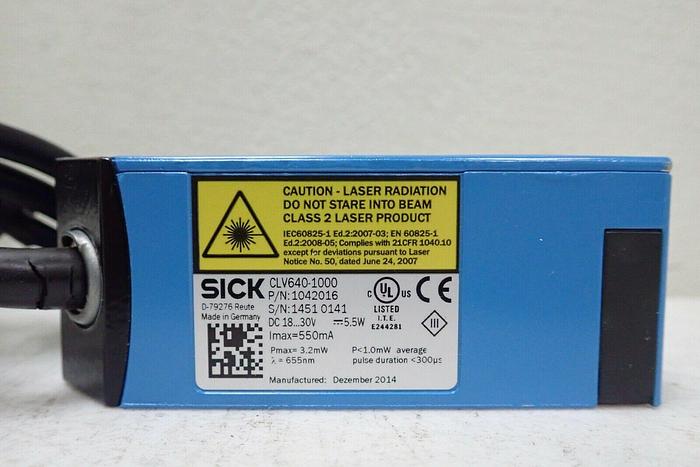 CAUTION - LASER RADIATION
DO NOT STARE INTO BEAM
CLASS 2 LASER PRODUCT
IEC60825-1 Ed.2:2007-03; EN 60825-1
Ed.2:2008-05; Complies with 21CFR 1040.10
except for deviations pursuant to Laser
Notice No. 50, dated June 24, 2007
SICK
D-79276 Reute
Made in Germany
CLV640-1000
P/N: 1042016
S/N: 1451 0141
DC 18...30V ⎓ 5.5W
Imax=550mA
c UL us
LISTED
I.T.E.
E244281
CE
III
Pmax= 3.2mW
λ = 655nm
P<1.0mW average
pulse duration <300µs
Manufactured: Dezember 2014